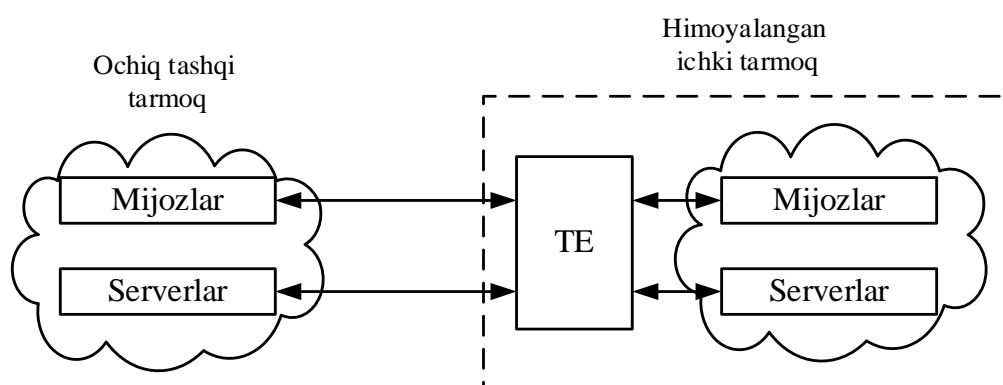 Ochiq tashqi
tarmoq
Himoyalangan
ichki tarmoq
Mijozlar
Serverlar
TE
Mijozlar
Serverlar